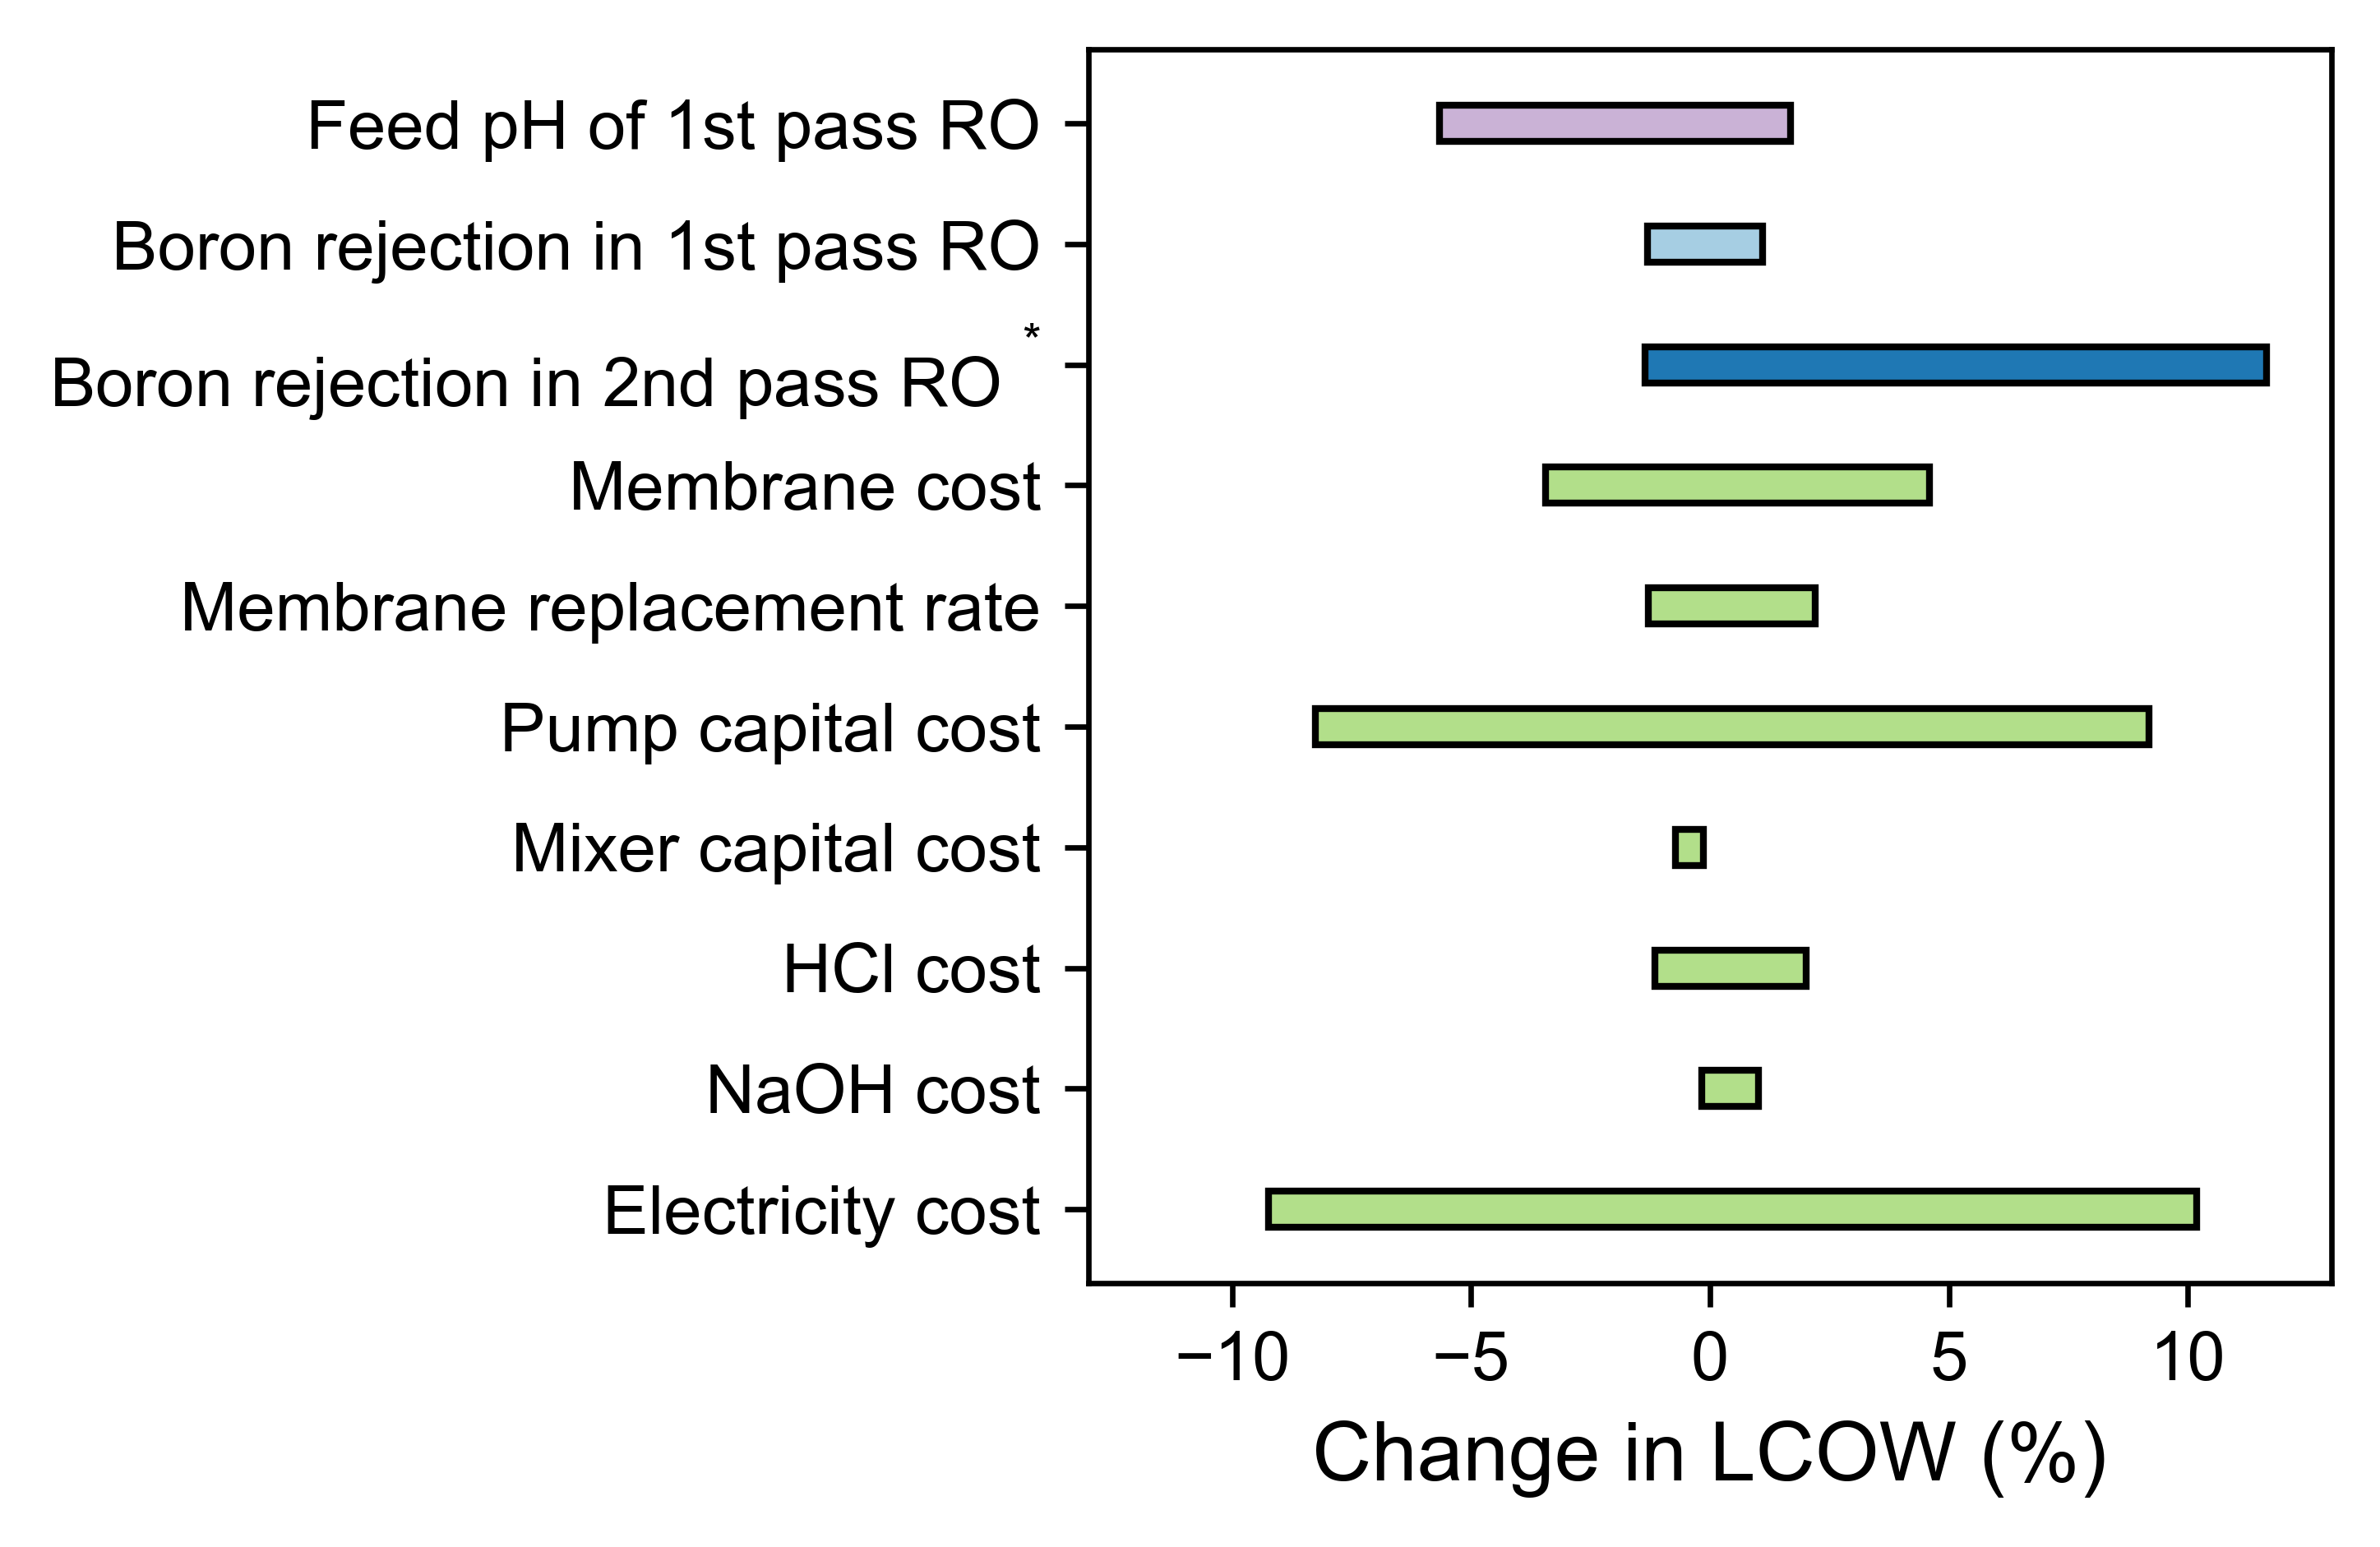 Feed pH of 1st pass RO
Boron rejection in 1st pass RO
Boron rejection in 2nd pass RO *
Membrane cost
Membrane replacement rate
Pump capital cost
Mixer capital cost
HCl cost
NaOH cost
Electricity cost
−10 −5 0 5 10
Change in LCOW (%)